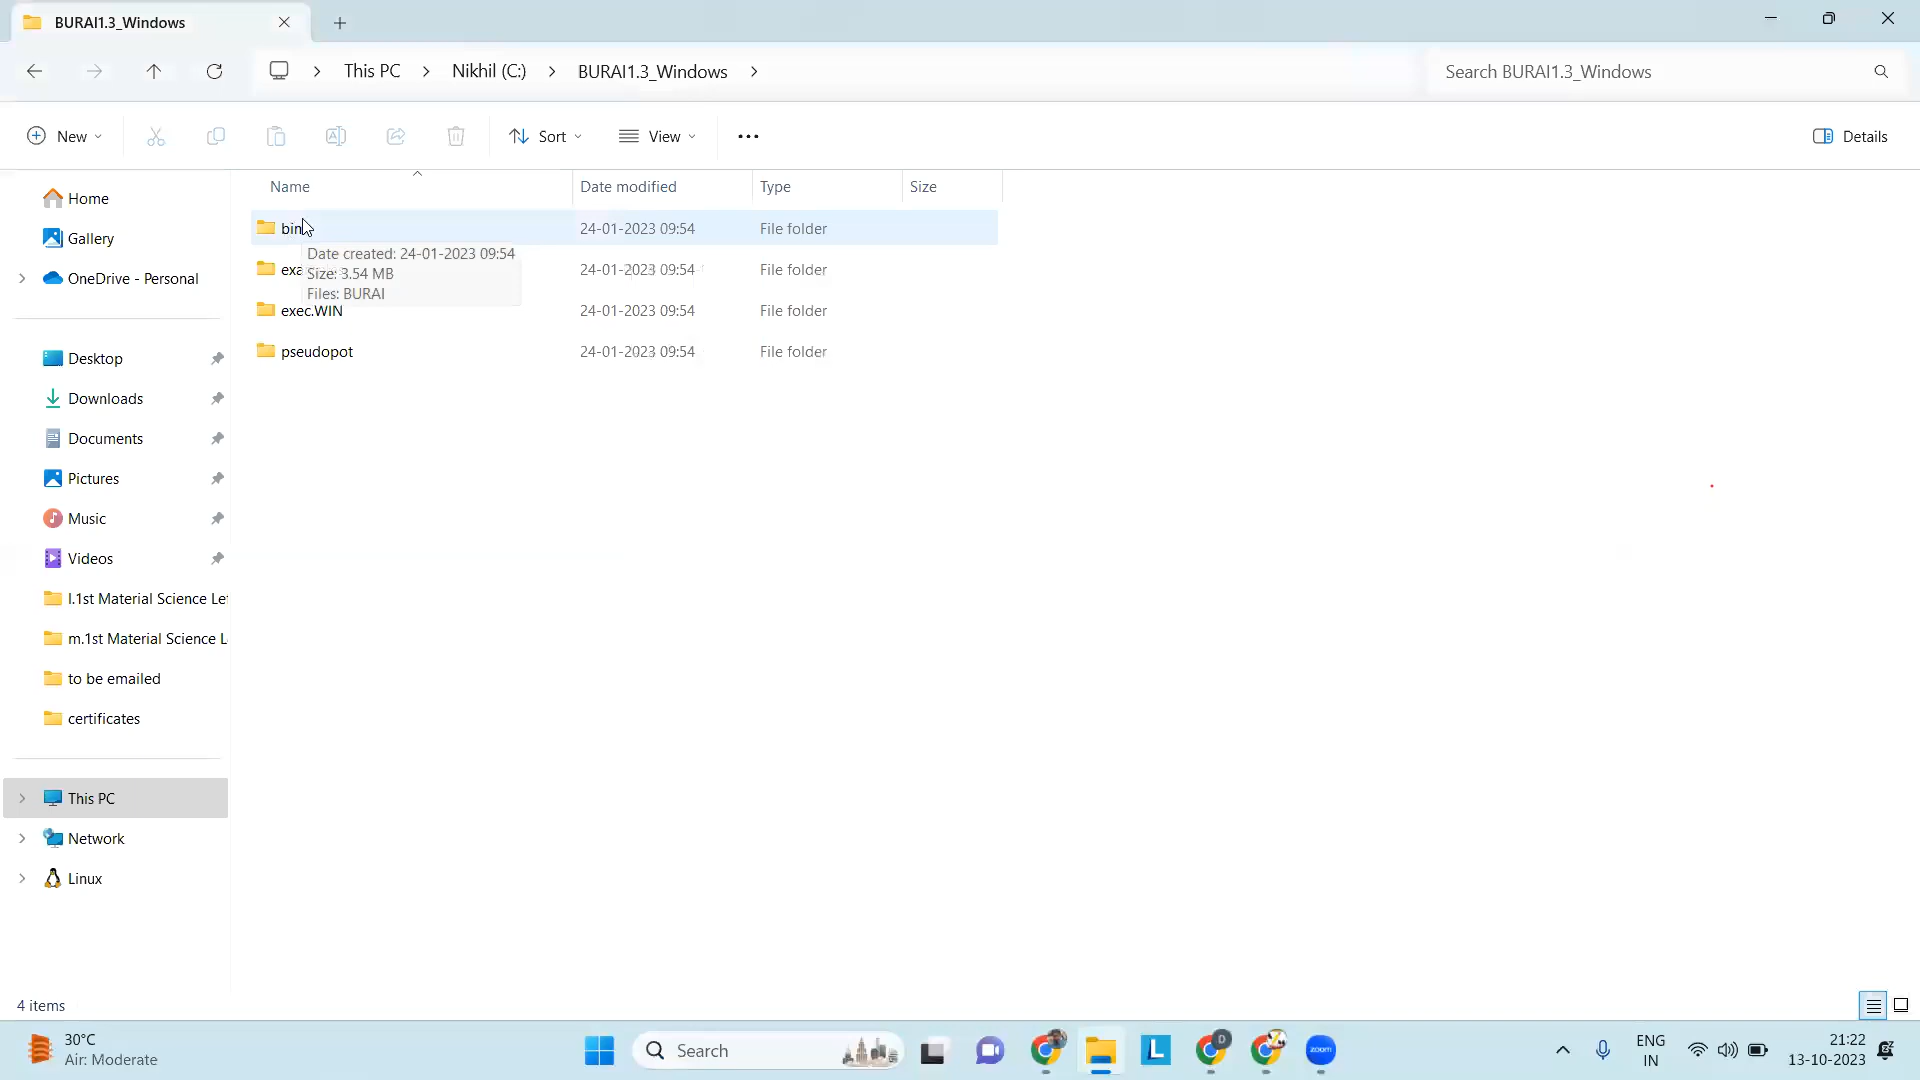 BURAI1.3_Windows
This PC
Nikhil (C:)
BURAI1.3_Windows
Search BURAI1.3_Windows
New
Sort
View
Details
Name
Date modified
Type
Size
Home
Gallery
OneDrive - Personal
Desktop
Downloads
Documents
Pictures
Music
Videos
l.1st Material Science Let
m.1st Material Science L
to be emailed
certificates
This PC
Network
Linux
bin 24-01-2023 09:54 File folder
Date created: 24-01-2023 09:54
Size: 3.54 MB
Files: BURAI
24-01-2023 09:54 File folder
exec.WIN 24-01-2023 09:54 File folder
pseudopot 24-01-2023 09:54 File folder
4 items
30°C
Air: Moderate
Search
L
D
zoom
ENG
IN
21:22
13-10-2023